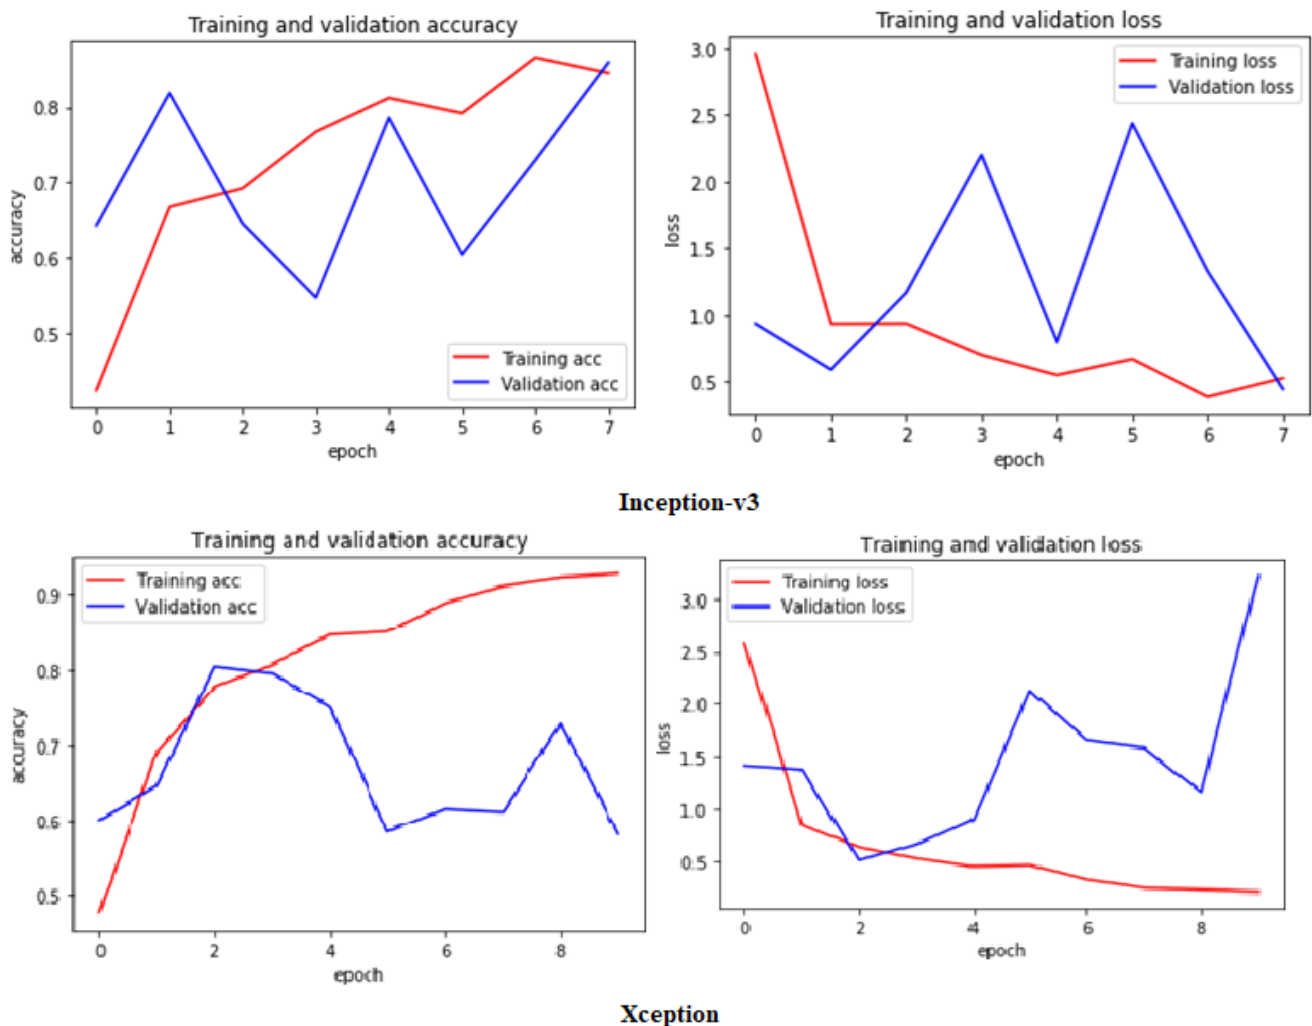 Training and validation accuracy
accuracy
0.8
0.7
0.6
0.5
Training acc
Validation acc
0 1 2 3 4 5 6 7
epoch
Training and validation loss
loss
3.0
2.5
2.0
1.5
1.0
0.5
Training loss
Validation loss
0 1 2 3 4 5 6 7
epoch
Inception-v3
Training and validation accuracy
accuracy
0.9
0.8
0.7
0.6
0.5
Training acc
Validation acc
0 2 4 6 8
epoch
Training and validation loss
loss
3.0
2.5
2.0
1.5
1.0
0.5
Training loss
Validation loss
0 2 4 6 8
epoch
Xception